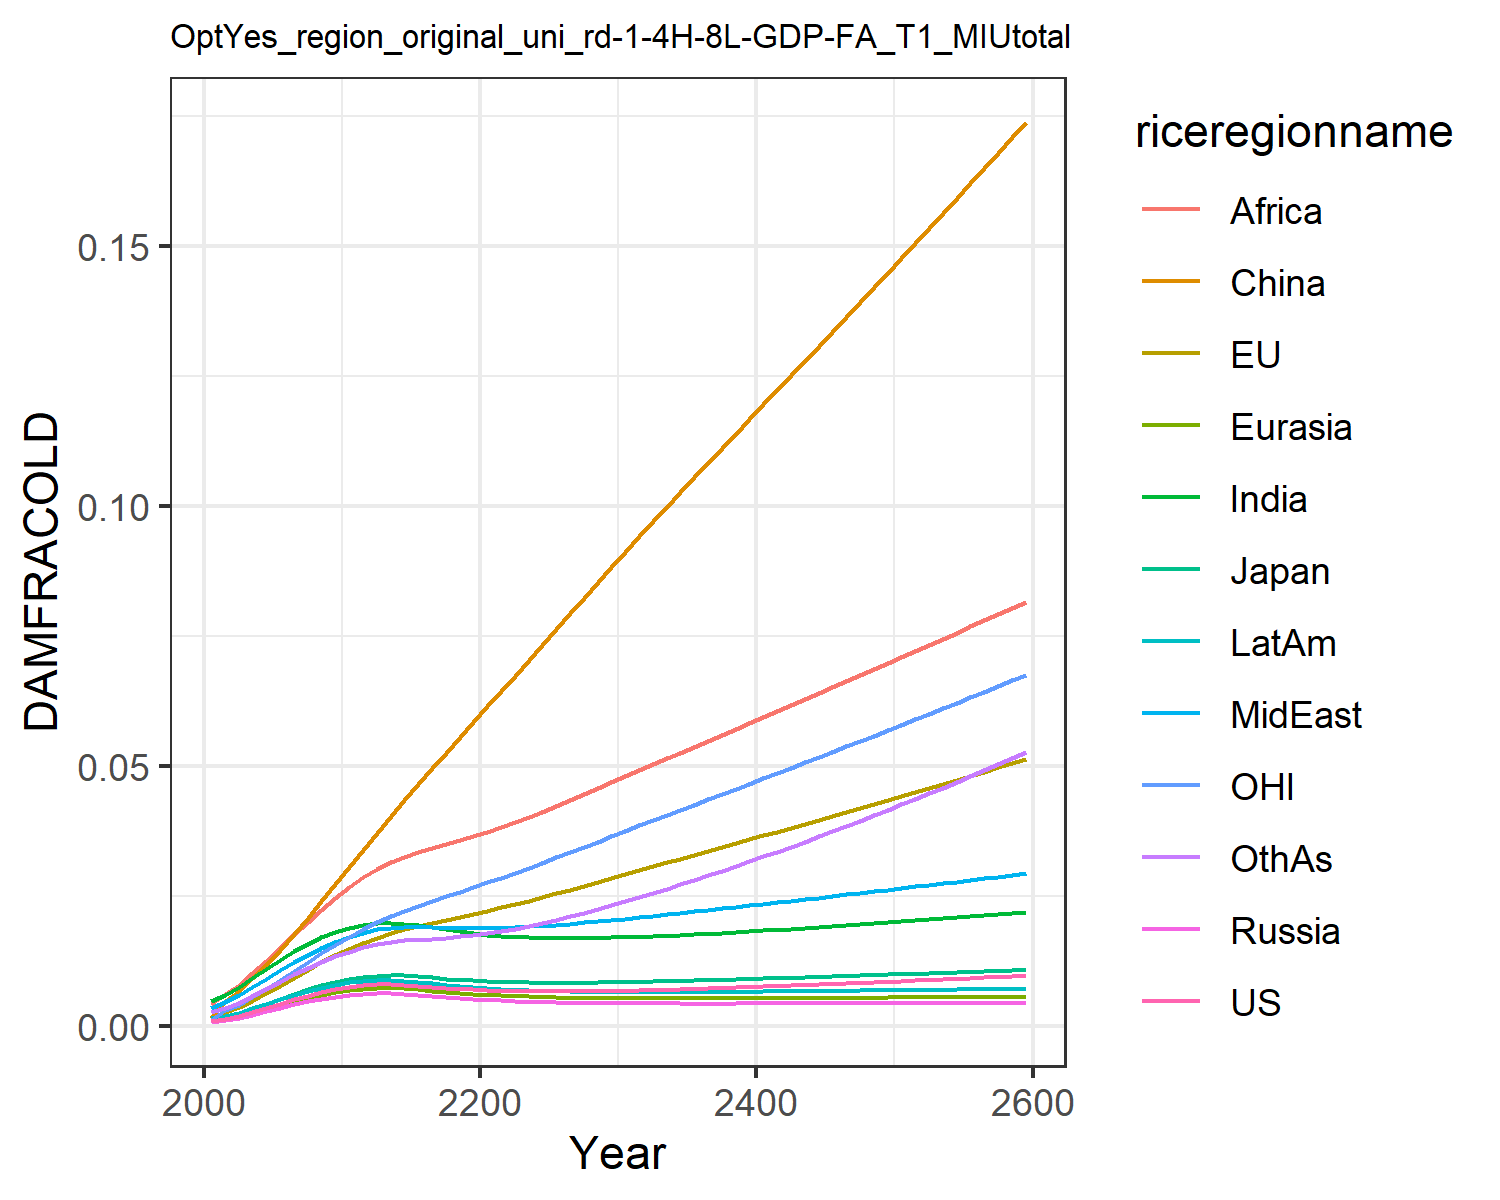 OptYes_region_original_uni_rd-1-4H-8L-GDP-FA_T1_MIUtotal
DAMFRACOLD
0.15
0.10
0.05
0.00
2000 2200 2400 2600
Year
riceregionname
Africa
China
EU
Eurasia
India
Japan
LatAm
MidEast
OHI
OthAs
Russia
US